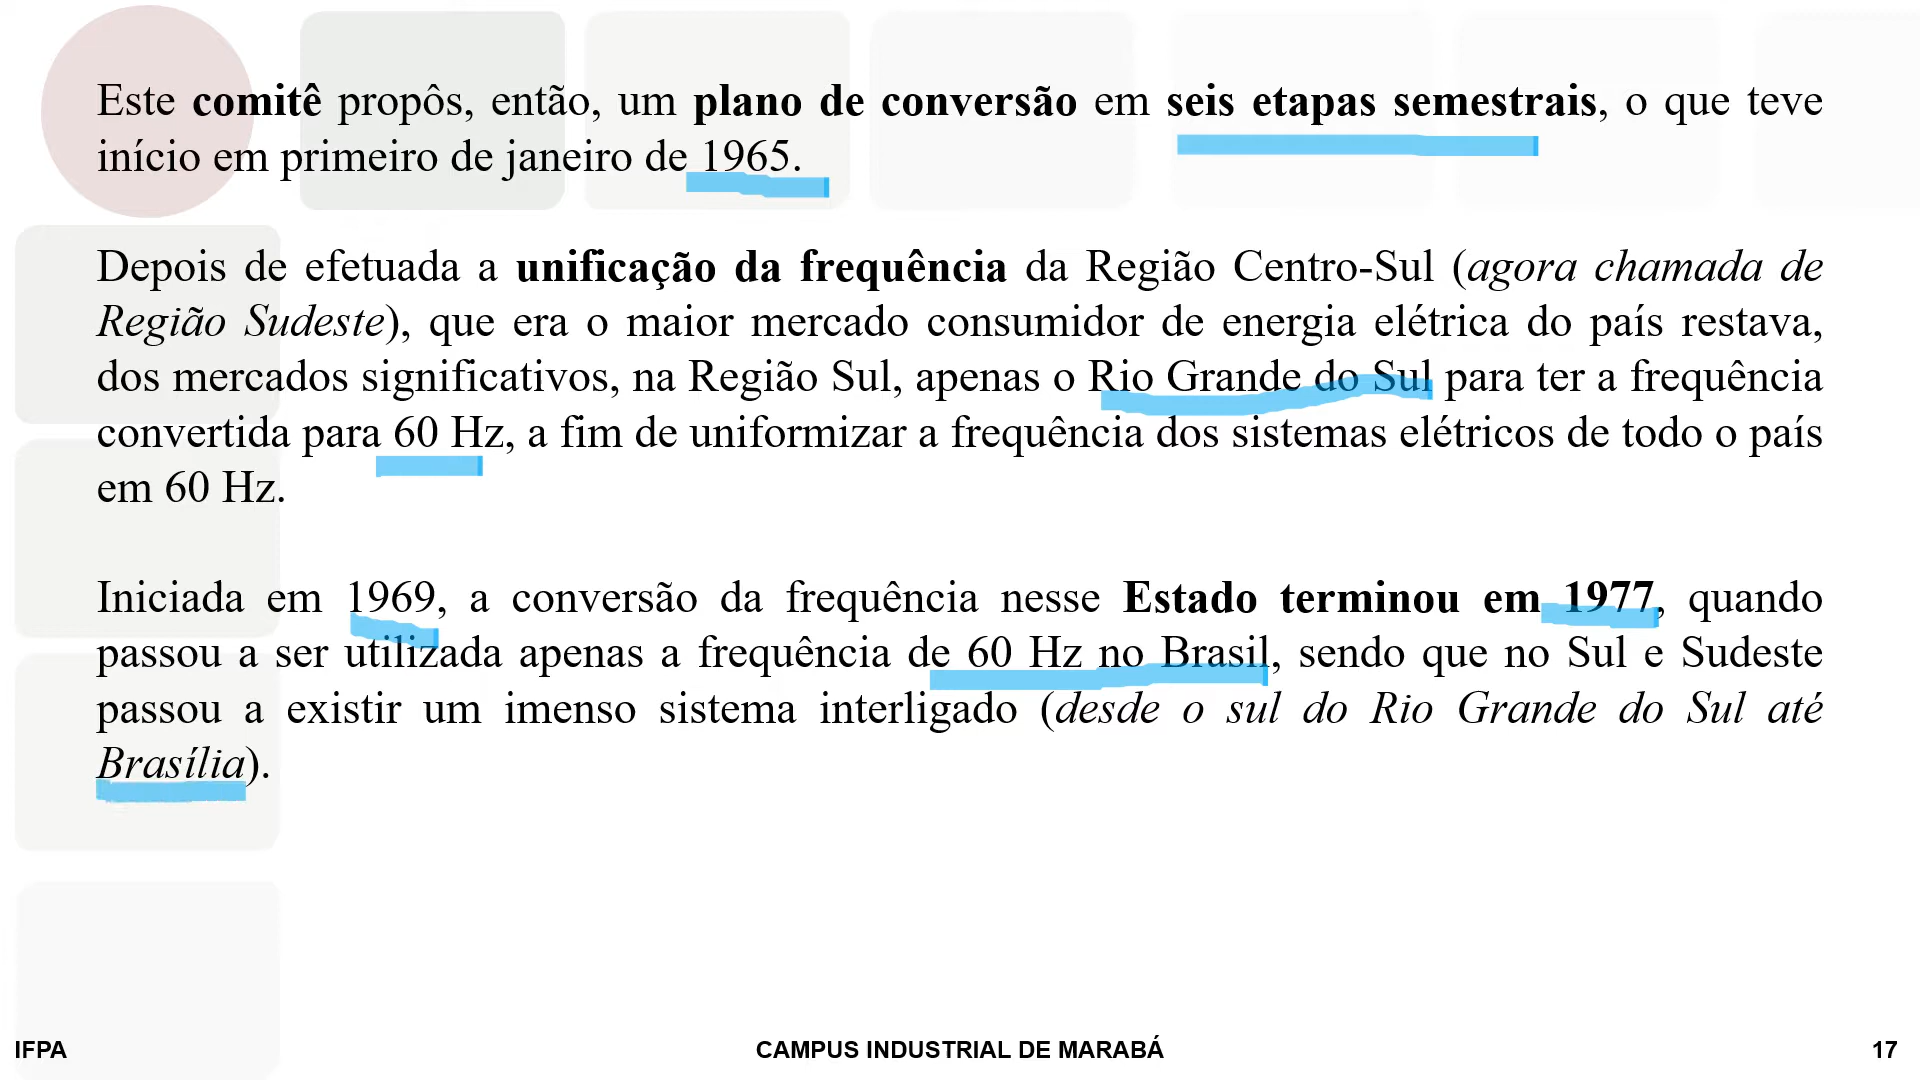 Este comitê propôs, então, um plano de conversão em seis etapas semestrais, o que teve
início em primeiro de janeiro de 1965.
Depois de efetuada a unificação da frequência da Região Centro-Sul (agora chamada de
Região Sudeste), que era o maior mercado consumidor de energia elétrica do país restava,
dos mercados significativos, na Região Sul, apenas o Rio Grande do Sul para ter a frequência
convertida para 60 Hz, a fim de uniformizar a frequência dos sistemas elétricos de todo o país
em 60 Hz.
Iniciada em 1969, a conversão da frequência nesse Estado terminou em 1977, quando
passou a ser utilizada apenas a frequência de 60 Hz no Brasil, sendo que no Sul e Sudeste
passou a existir um imenso sistema interligado (desde o sul do Rio Grande do Sul até
Brasília).
IFPA CAMPUS INDUSTRIAL DE MARABÁ 17